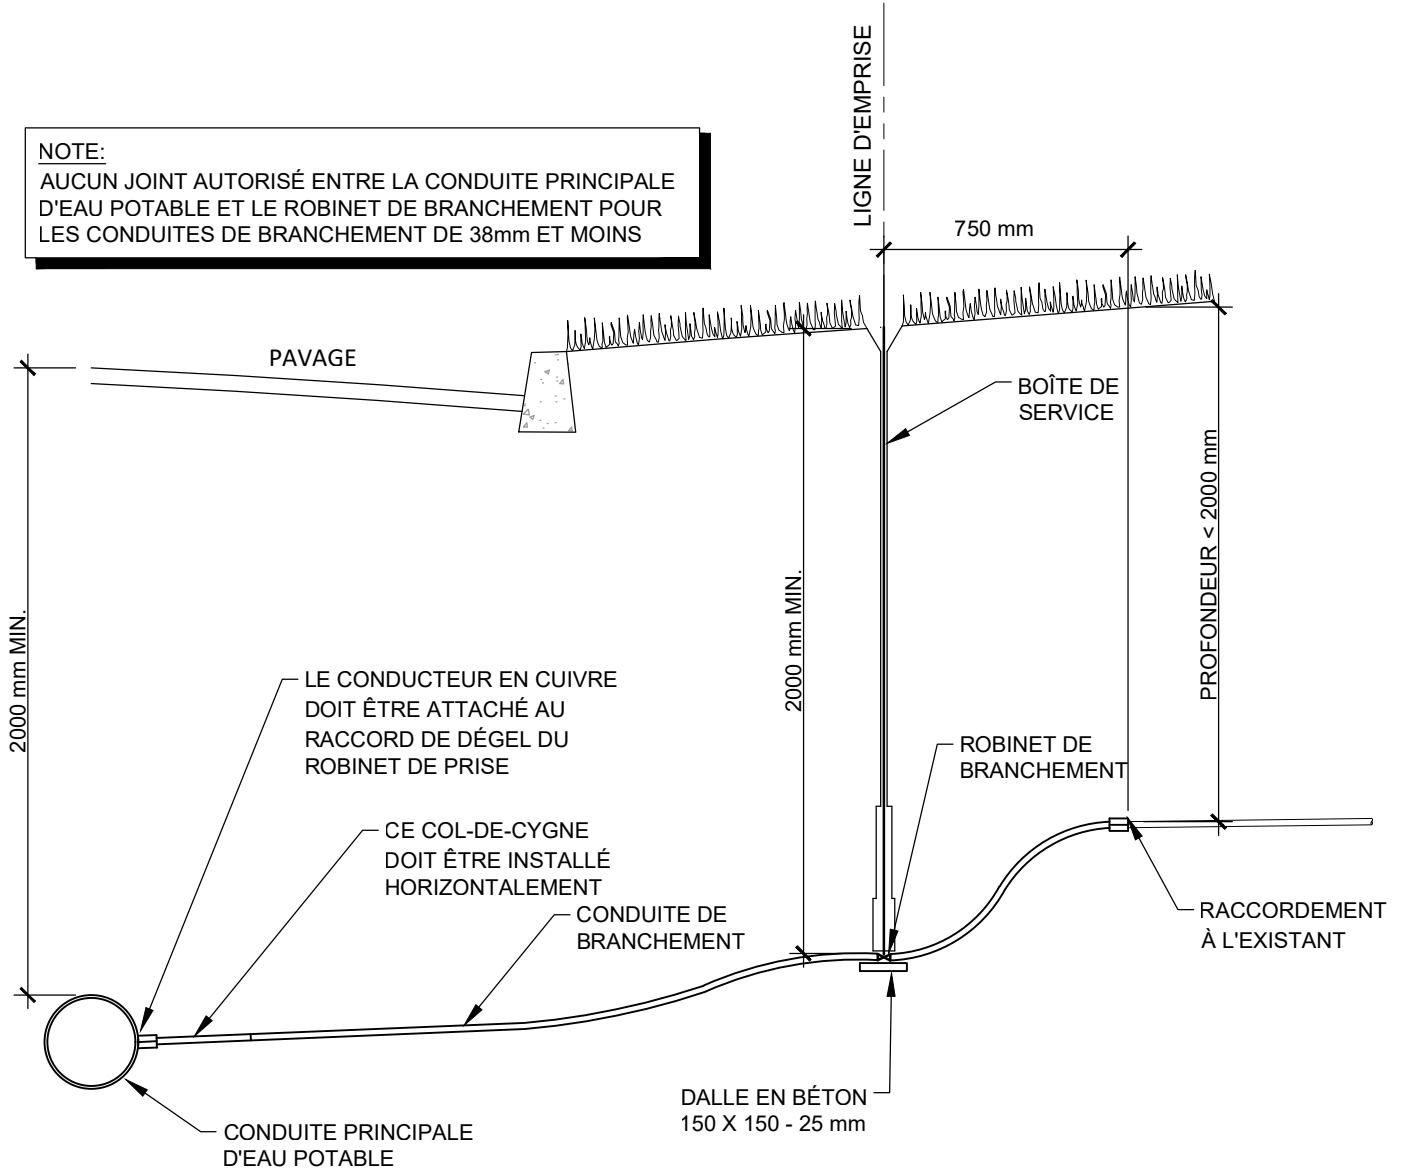 LIGNE D'EMPRISE
NOTE:
AUCUN JOINT AUTORISÉ ENTRE LA CONDUITE PRINCIPALE
D'EAU POTABLE ET LE ROBINET DE BRANCHEMENT POUR
LES CONDUITES DE BRANCHEMENT DE 38mm ET MOINS
750 mm
PAVAGE
BOÎTE DE
SERVICE
PROFONDEUR < 2000 mm
2000 mm MIN.
2000 mm MIN.
LE CONDUCTEUR EN CUIVRE
DOIT ÊTRE ATTACHÉ AU
RACCORD DE DÉGEL DU
ROBINET DE PRISE
ROBINET DE
BRANCHEMENT
CE COL-DE-CYGNE
DOIT ÊTRE INSTALLÉ
HORIZONTALEMENT
CONDUITE DE
BRANCHEMENT
RACCORDEMENT
À L'EXISTANT
DALLE EN BÉTON
150 X 150 - 25 mm
CONDUITE PRINCIPALE
D'EAU POTABLE